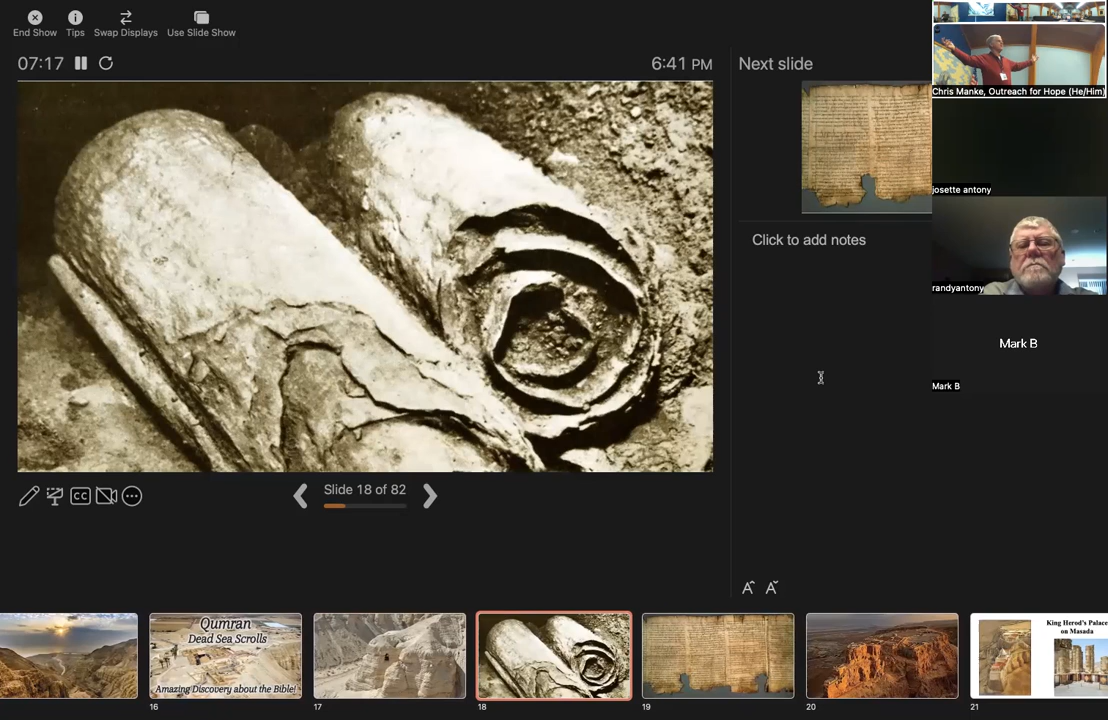 End Show
Tips
Swap Displays
Use Slide Show
07:17
6:41 PM
Next slide
Chris Manke, Outreach for Hope (He/Him)
josette antony
Click to add notes
randyantony
Mark B
Mark B
CC
Slide 18 of 82
A A
Qumran
Dead Sea Scrolls
Amazing Discovery about the Bible!
King Herod's Palace
on Masada
16
17
18
19
20
21